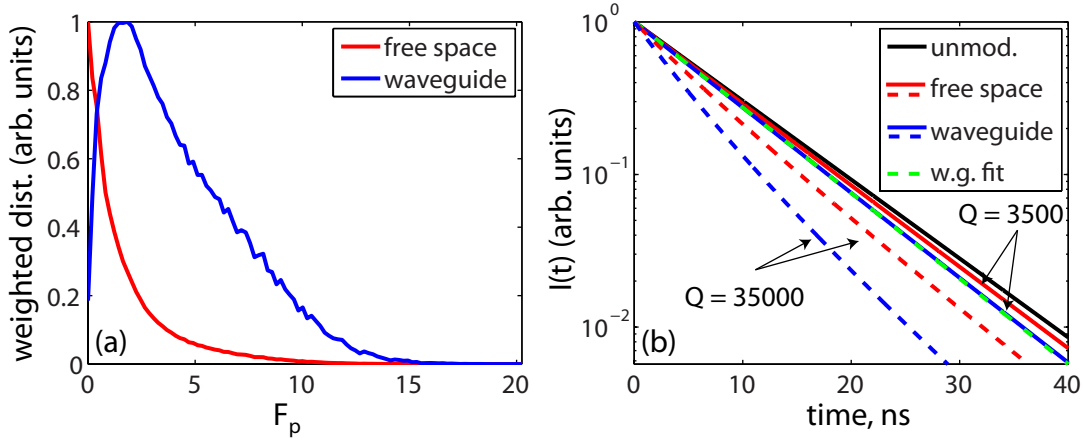 weighted dist. (arb. units)
1
0.8
0.6
0.4
0.2
0
0
5
10
15
20
F_p
free space
waveguide
(a)
I(t) (arb. units)
10^0
10^-1
10^-2
0
10
20
30
40
time, ns
unmod.
free space
waveguide
w.g. fit
Q = 3500
Q = 35000
(b)